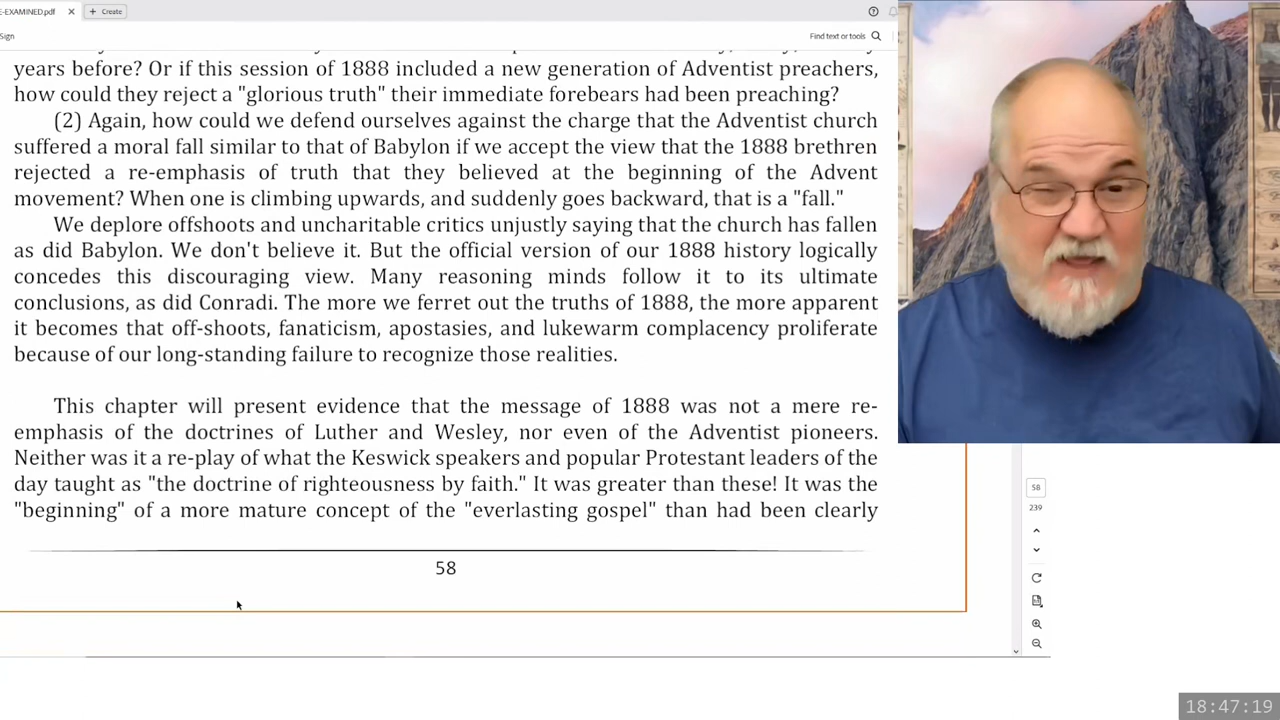 E-EXAMINED.pdf
Create
Sign
Find text or tools
years before? Or if this session of 1888 included a new generation of Adventist preachers,
how could they reject a "glorious truth" their immediate forebears had been preaching?
(2) Again, how could we defend ourselves against the charge that the Adventist church
suffered a moral fall similar to that of Babylon if we accept the view that the 1888 brethren
rejected a re-emphasis of truth that they believed at the beginning of the Advent
movement? When one is climbing upwards, and suddenly goes backward, that is a "fall."
We deplore offshoots and uncharitable critics unjustly saying that the church has fallen
as did Babylon. We don't believe it. But the official version of our 1888 history logically
concedes this discouraging view. Many reasoning minds follow it to its ultimate
conclusions, as did Conradi. The more we ferret out the truths of 1888, the more apparent
it becomes that off-shoots, fanaticism, apostasies, and lukewarm complacency proliferate
because of our long-standing failure to recognize those realities.
This chapter will present evidence that the message of 1888 was not a mere re-
emphasis of the doctrines of Luther and Wesley, nor even of the Adventist pioneers.
Neither was it a re-play of what the Keswick speakers and popular Protestant leaders of the
day taught as "the doctrine of righteousness by faith." It was greater than these! It was the
"beginning" of a more mature concept of the "everlasting gospel" than had been clearly
58
58
239
18:47:19